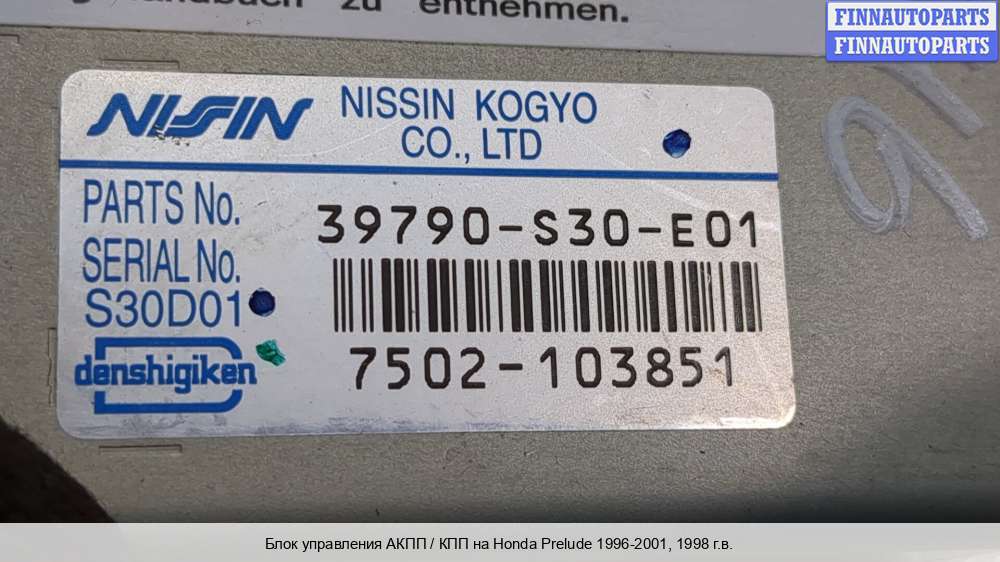 handbuch zu entnehmen.
FINNAUTOPARTS
FINNAUTOPARTS
NISSIN
NISSIN KOGYO
CO., LTD
PARTS No.
39790-S30-E01
SERIAL No.
S30D01
denshigiken
7502-103851
Блок управления АКПП / КПП на Honda Prelude 1996-2001, 1998 г.в.